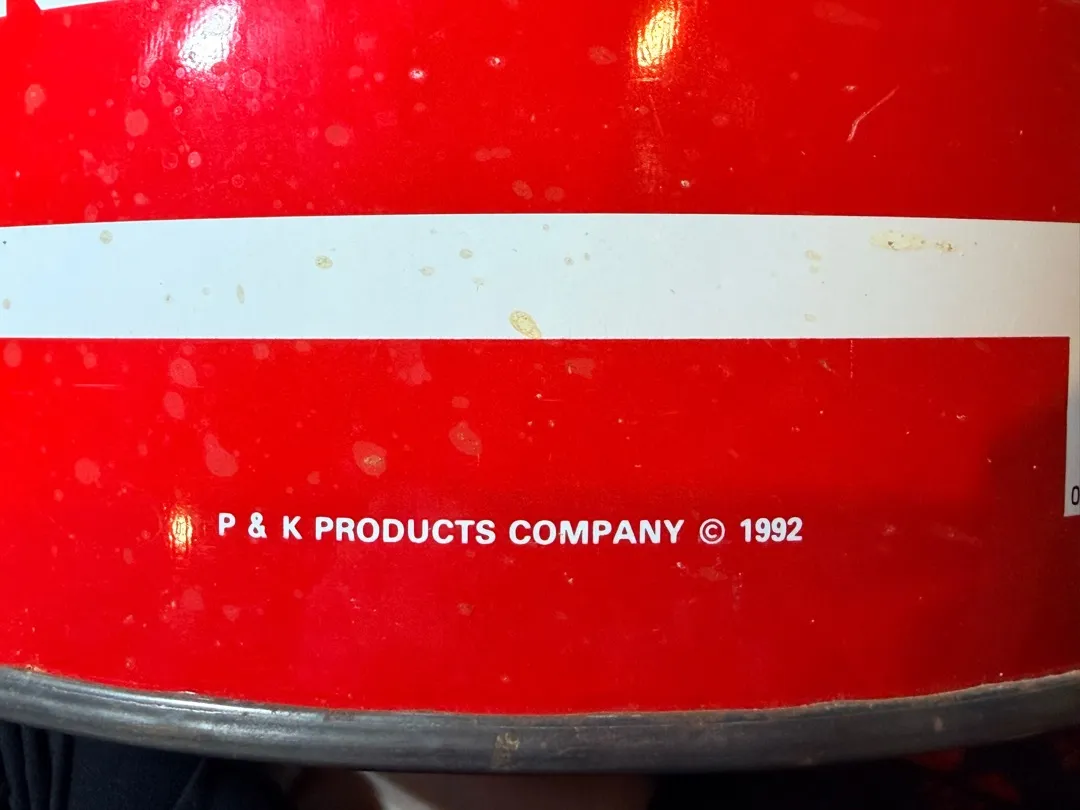 P & K PRODUCTS COMPANY © 1992